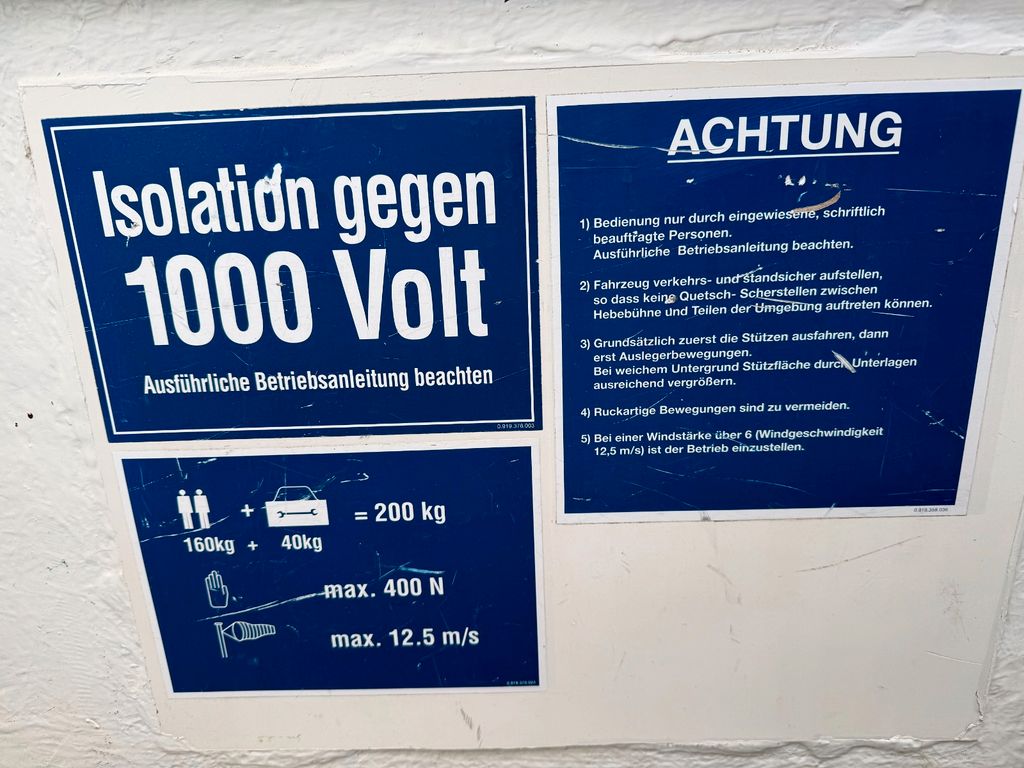 Isolation gegen
1000 Volt
Ausführliche Betriebsanleitung beachten
0.919.376.003
160kg + 40kg
+ = 200 kg
max. 400 N
max. 12.5 m/s
ACHTUNG
1) Bedienung nur durch eingewiesene, schriftlich
beauftragte Personen.
Ausführliche Betriebsanleitung beachten.
2) Fahrzeug verkehrs- und standsicher aufstellen,
so dass keine Quetsch- Scherstellen zwischen
Hebebühne und Teilen der Umgebung auftreten können.
3) Grundsätzlich zuerst die Stützen ausfahren, dann
erst Auslegerbewegungen.
Bei weichem Untergrund Stützfläche durch Unterlagen
ausreichend vergrößern.
4) Ruckartige Bewegungen sind zu vermeiden.
5) Bei einer Windstärke über 6 (Windgeschwindigkeit
12,5 m/s) ist der Betrieb einzustellen.